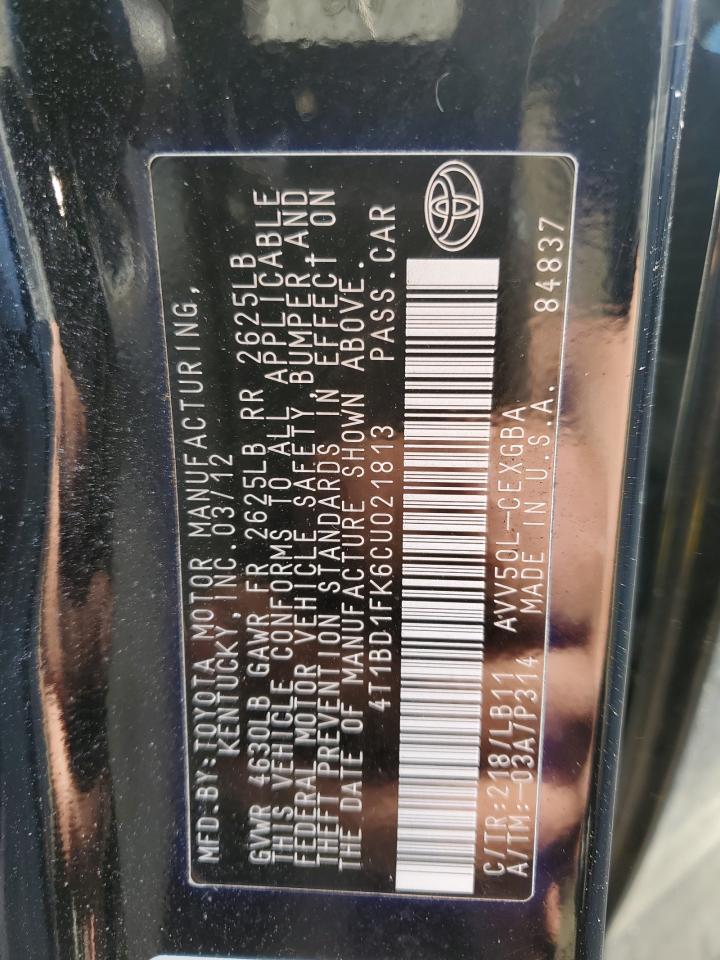 MFD.BY:TOYOTA MOTOR MANUFACTURING,
KENTUCKY, INC. 03/12
GVWR 4630LB GAWR FR 2625LB RR 2625LB
THIS VEHICLE CONFORMS TO ALL APPLICABLE
FEDERAL MOTOR VEHICLE SAFETY, BUMPER, AND
THEFT PREVENTION STANDARDS IN EFFECT ON
THE DATE OF MANUFACTURE SHOWN ABOVE.
4T1BD1FK6CU021813 PASS.CAR
C/TR:218/LB11 AVV50L-CEXGBA 84837
A/TM:-03A/P314 MADE IN U.S.A.